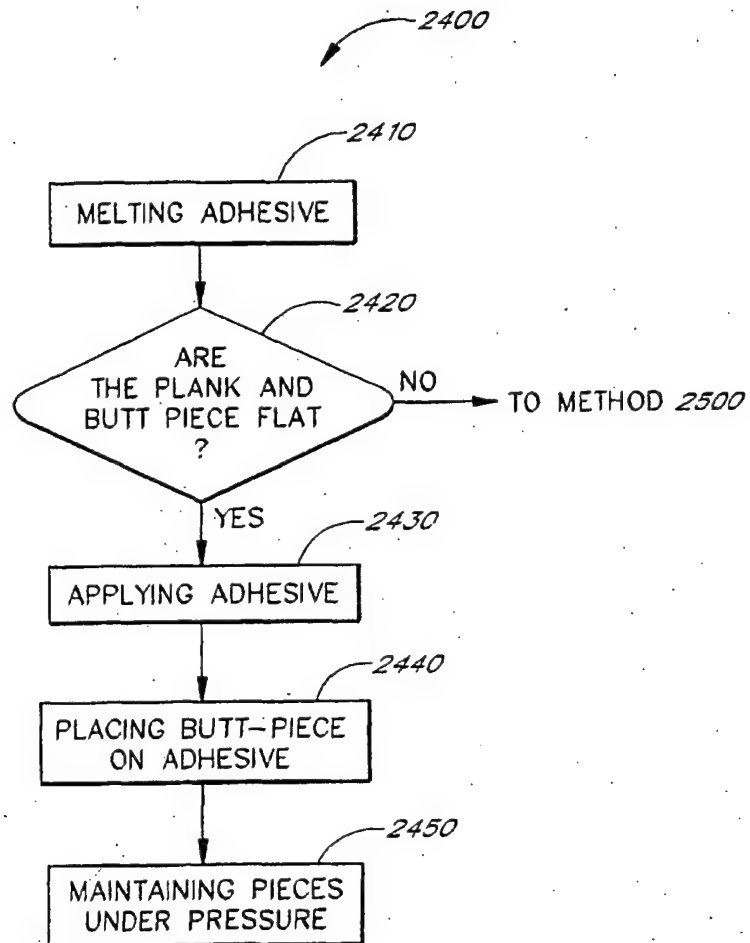 2400
2410
MELTING ADHESIVE
2420
ARE
THE PLANK AND
BUTT PIECE FLAT
?
NO
TO METHOD 2500
YES
2430
APPLYING ADHESIVE
2440
PLACING BUTT-PIECE
ON ADHESIVE
2450
MAINTAINING PIECES
UNDER PRESSURE